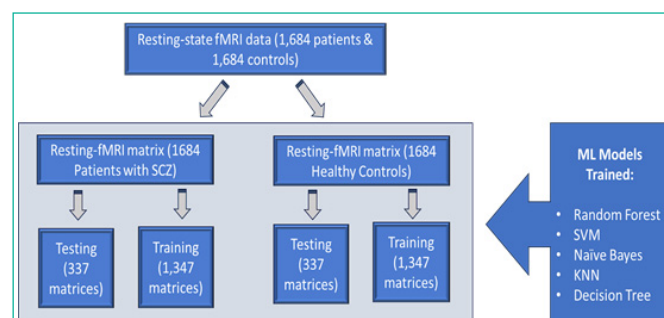 Resting-state fMRI data (1,684 patients &
1,684 controls)
Resting-fMRI matrix (1684
Patients with SCZ)
Resting-fMRI matrix (1684
Healthy Controls)
Testing
(337
matrices)
Training
(1,347
matrices)
Testing
(337
matrices)
Training
(1,347
matrices)
ML Models
Trained:
• Random Forest
• SVM
• Naïve Bayes
• KNN
• Decision Tree